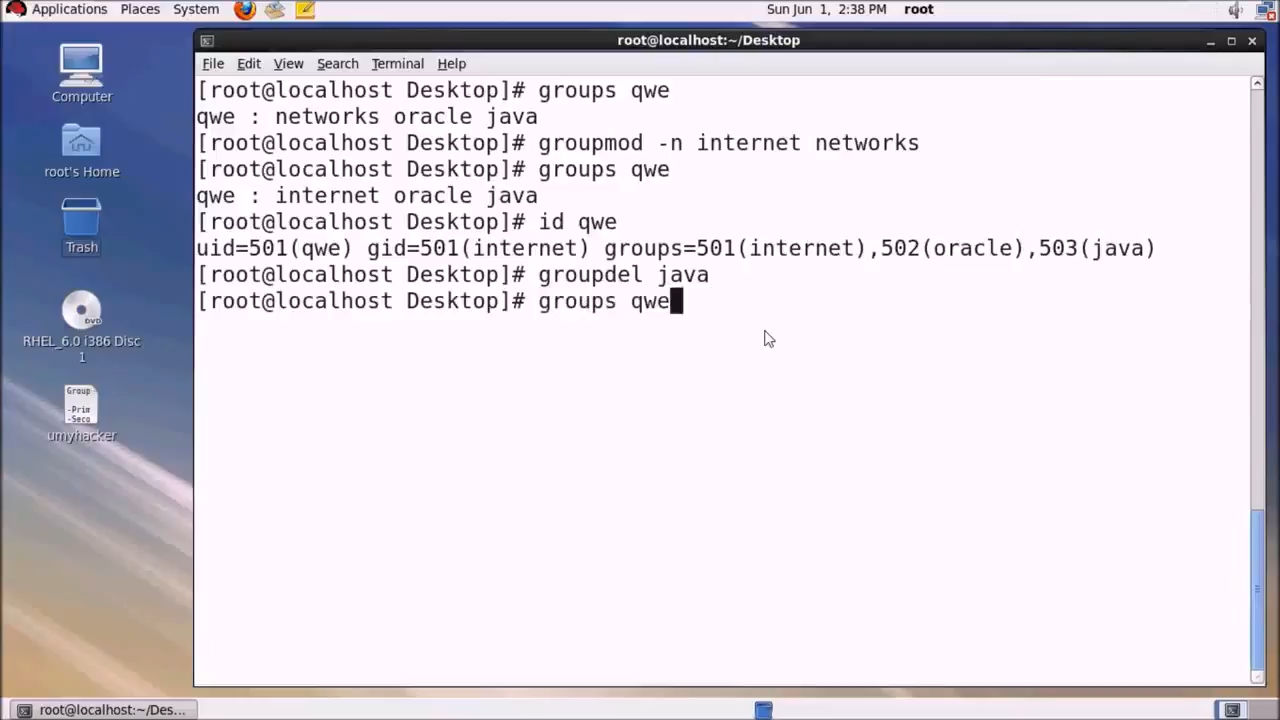 Applications Places System Sun Jun 1, 2:38 PM root
root@localhost:~/Desktop
File Edit View Search Terminal Help
[root@localhost Desktop]# groups qwe
qwe : networks oracle java
[root@localhost Desktop]# groupmod -n internet networks
[root@localhost Desktop]# groups qwe
qwe : internet oracle java
[root@localhost Desktop]# id qwe
uid=501(qwe) gid=501(internet) groups=501(internet),502(oracle),503(java)
[root@localhost Desktop]# groupdel java
[root@localhost Desktop]# groups qwe
Computer
root's Home
Trash
DVD
RHEL_6.0 i386 Disc
1
Group
-Prim
-Seco
umyhacker
root@localhost:~/Des...